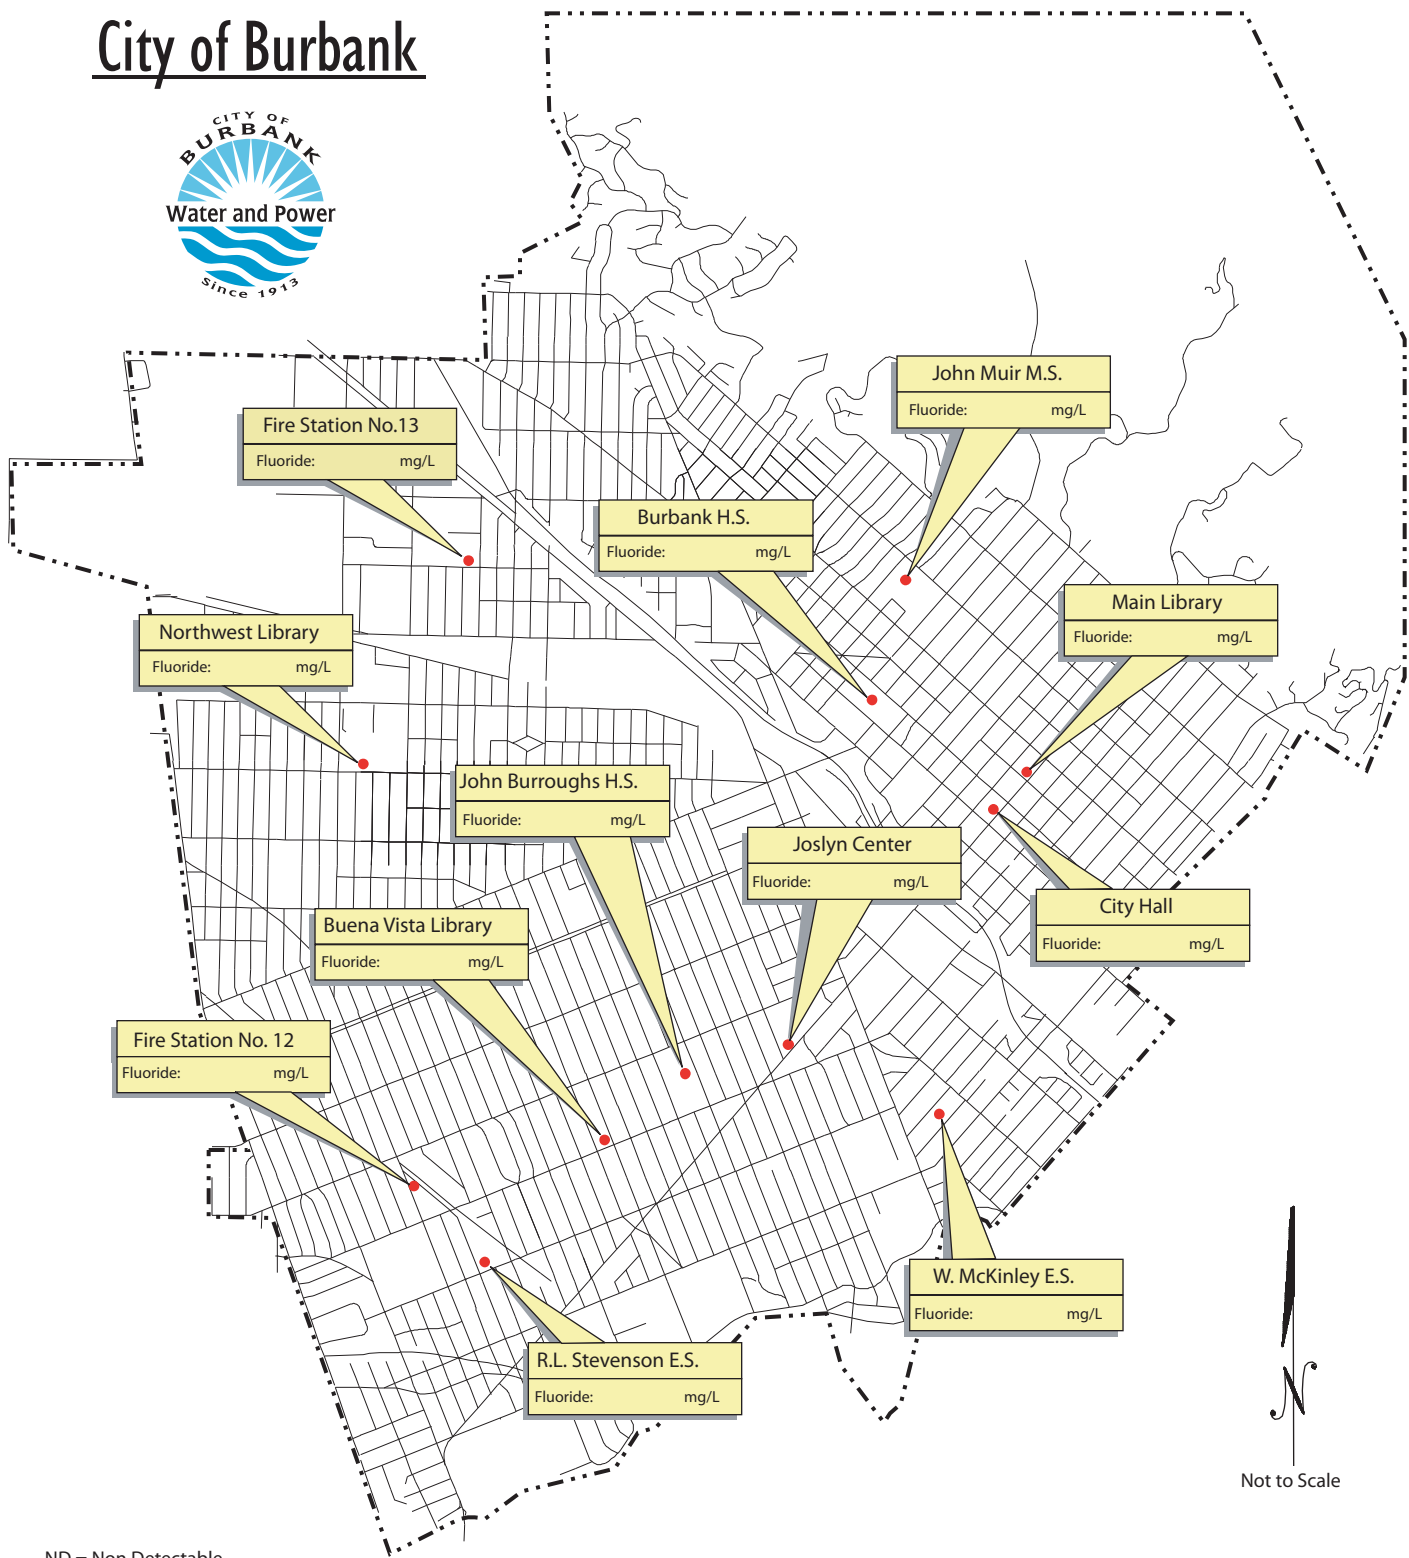 City of Burbank
CITY OF
BURBANK
Water and Power
Since 1913
John Muir M.S.
Fluoride: mg/L
Fire Station No.13
Fluoride: mg/L
Burbank H.S.
Fluoride: mg/L
Main Library
Fluoride: mg/L
Northwest Library
Fluoride: mg/L
John Burroughs H.S.
Fluoride: mg/L
Joslyn Center
Fluoride: mg/L
City Hall
Fluoride: mg/L
Buena Vista Library
Fluoride: mg/L
Fire Station No. 12
Fluoride: mg/L
W. McKinley E.S.
Fluoride: mg/L
R.L. Stevenson E.S.
Fluoride: mg/L
N
Not to Scale
ND = Non Detectable